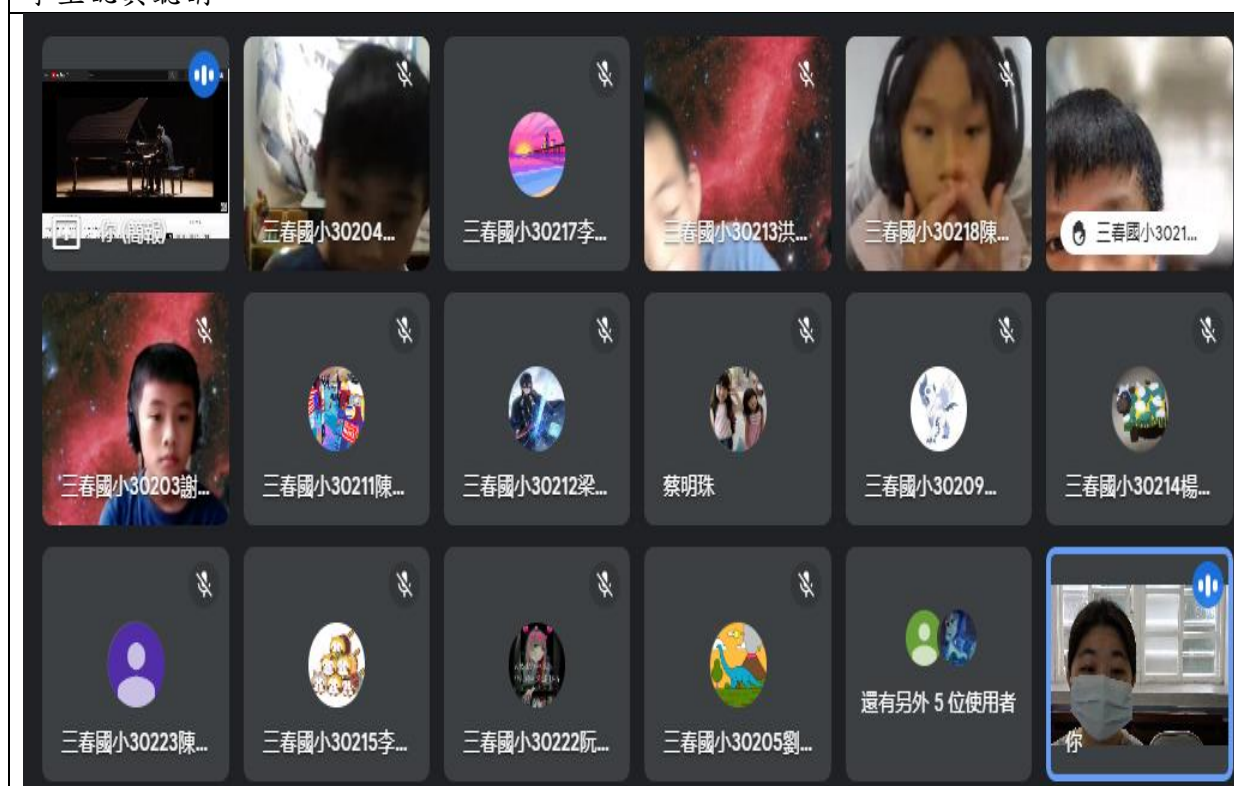 你 (簡報)
三春國小30204...
三春國小30217李...
三春國小30213洪...
三春國小30218陳...
三春國小3021...
三春國小30203謝...
三春國小30211陳...
三春國小30212梁...
蔡明珠
三春國小30209...
三春國小30214楊...
三春國小30223陳...
三春國小30215李...
三春國小30222阮...
三春國小30205劉...
還有另外 5 位使用者
你